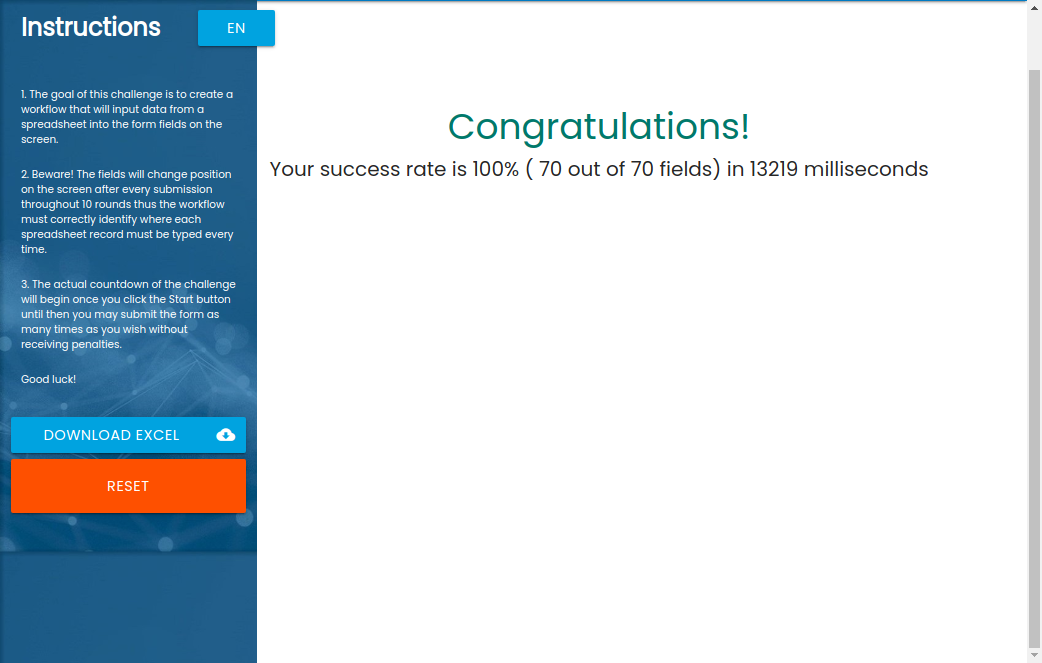 Instructions
EN
1. The goal of this challenge is to create a
workflow that will input data from a
spreadsheet into the form fields on the
screen.
2. Beware! The fields will change position
on the screen after every submission
throughout 10 rounds thus the workflow
must correctly identify where each
spreadsheet record must be typed every
time.
3. The actual countdown of the challenge
will begin once you click the Start button
until then you may submit the form as
many times as you wish without
receiving penalties.
Good luck!
DOWNLOAD EXCEL
RESET
Congratulations!
Your success rate is 100% ( 70 out of 70 fields) in 13219 milliseconds